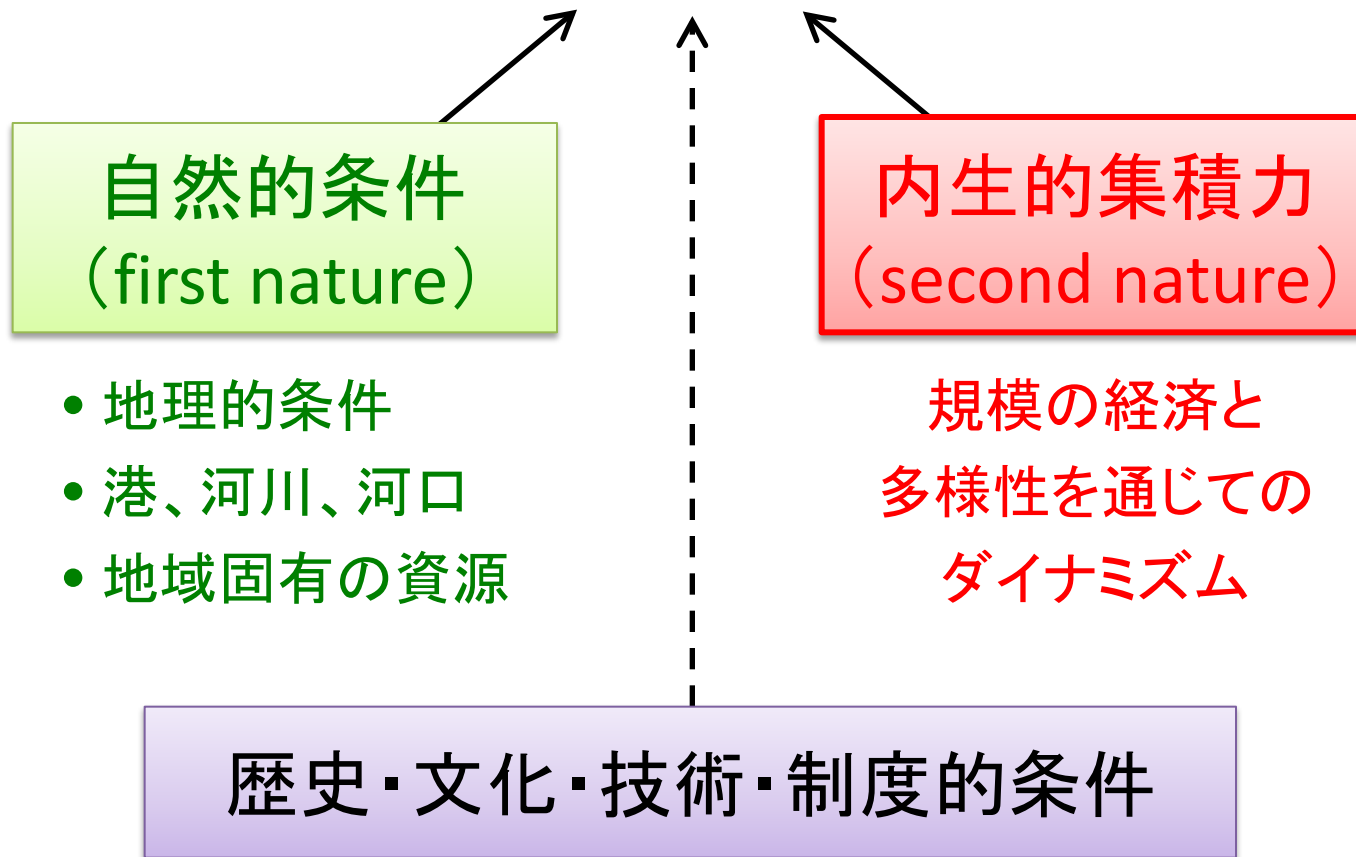 自然的条件
（first nature）
• 地理的条件
• 港、河川、河口
• 地域固有の資源
内生的集積力
（second nature）
規模の経済と
多様性を通じての
ダイナミズム
歴史・文化・技術・制度的条件